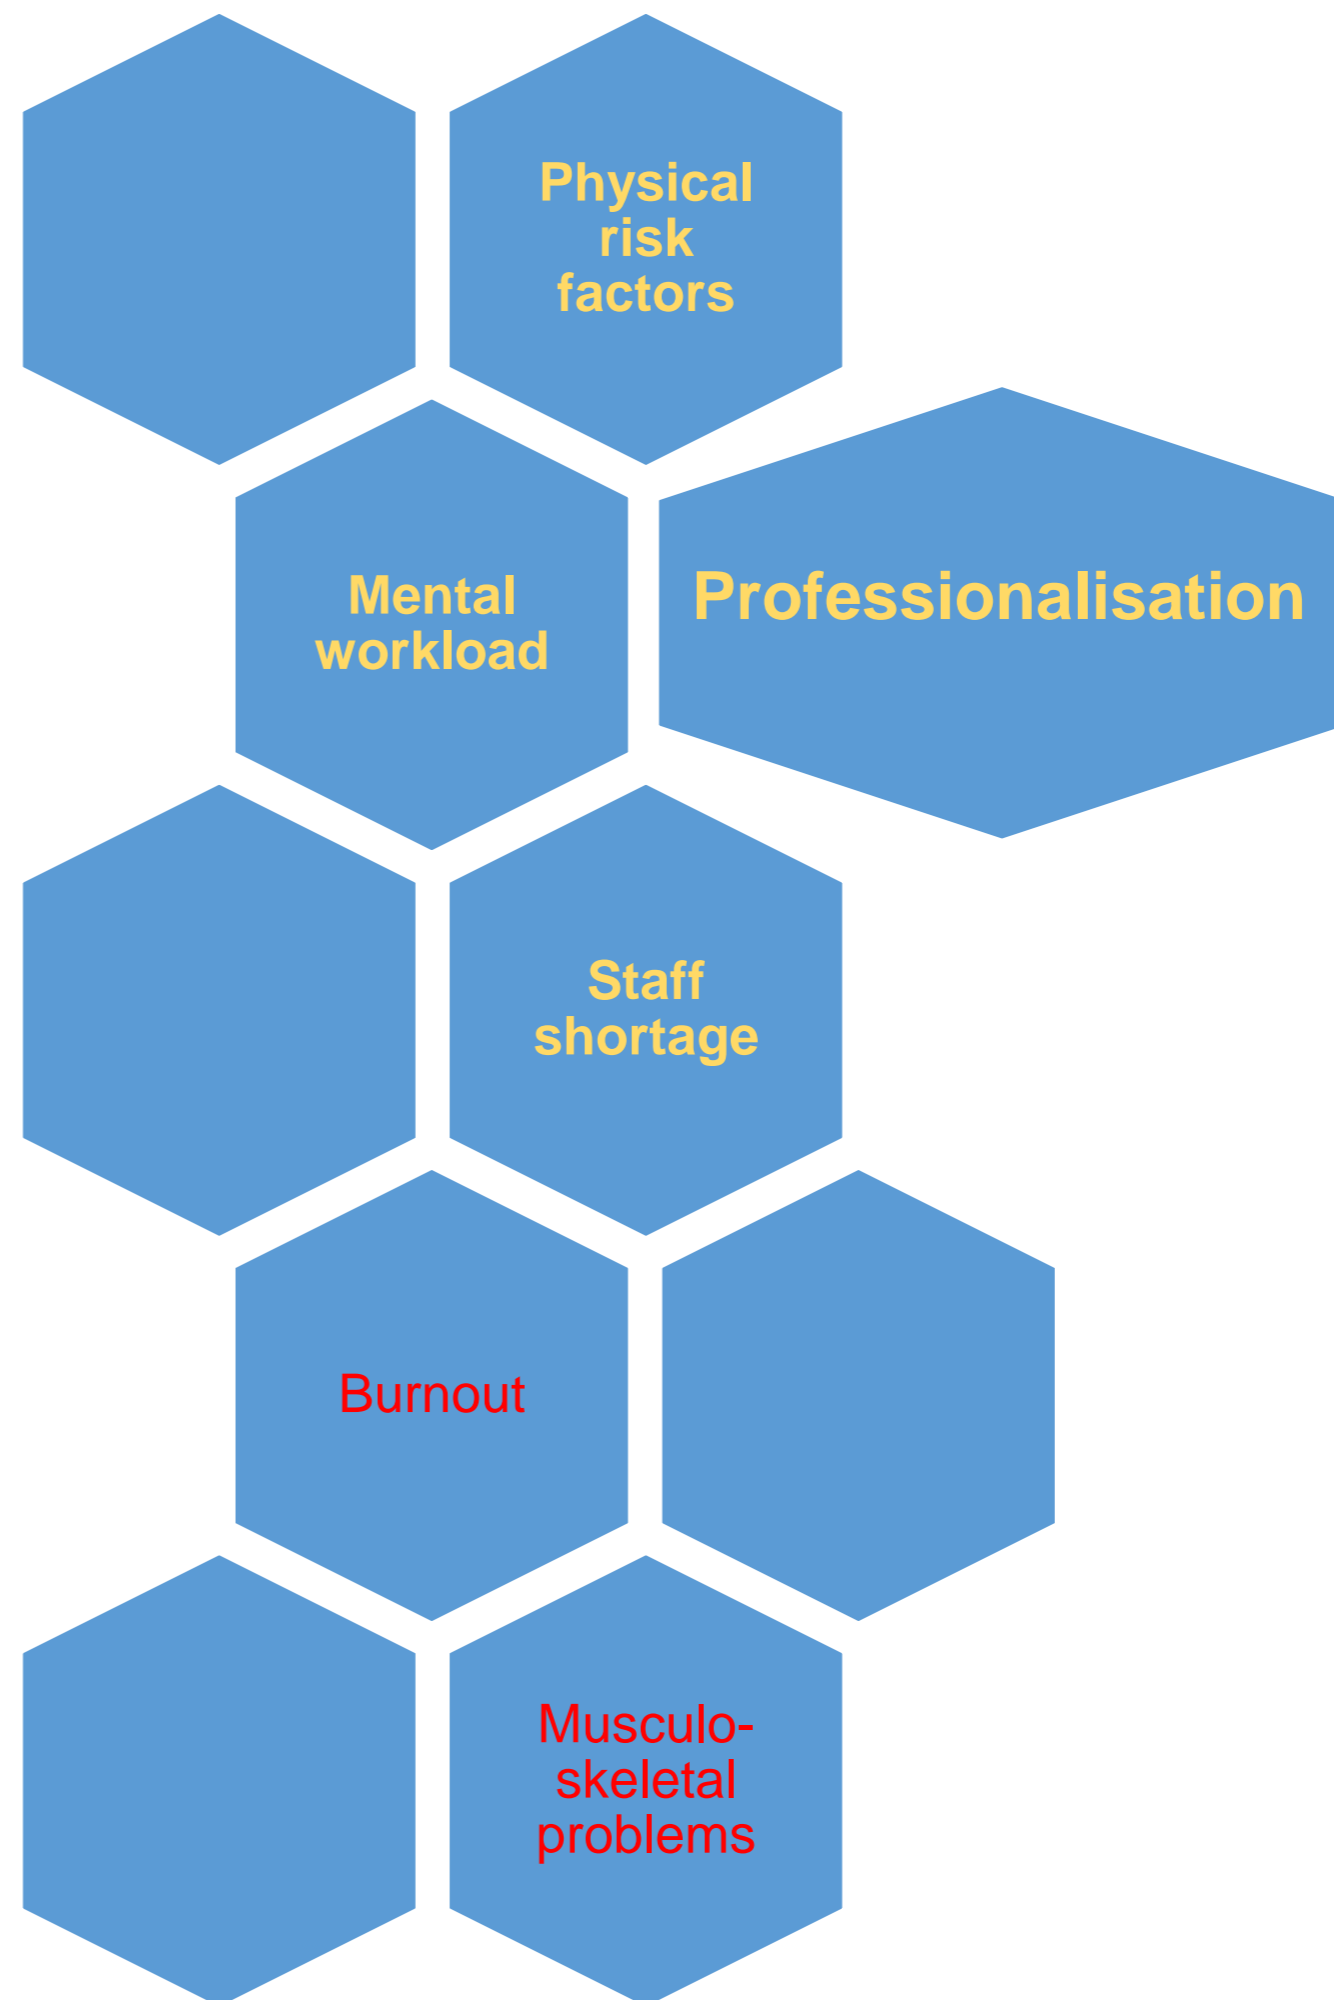 Physical
risk
factors
Mental
workload
Professionalisation
Staff
shortage
Burnout
Musculo-
skeletal
problems